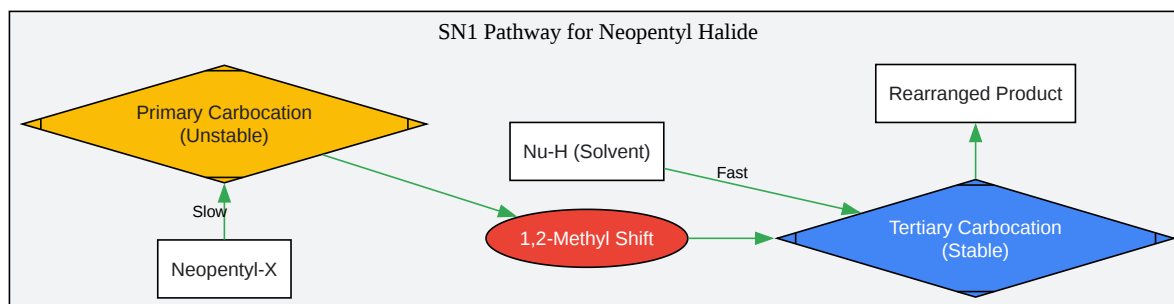 SN1 Pathway for Neopentyl Halide
Primary Carbocation
(Unstable)
Rearranged Product
Nu-H (Solvent)
Fast
Slow
1,2-Methyl Shift
Tertiary Carbocation
(Stable)
Neopentyl-X